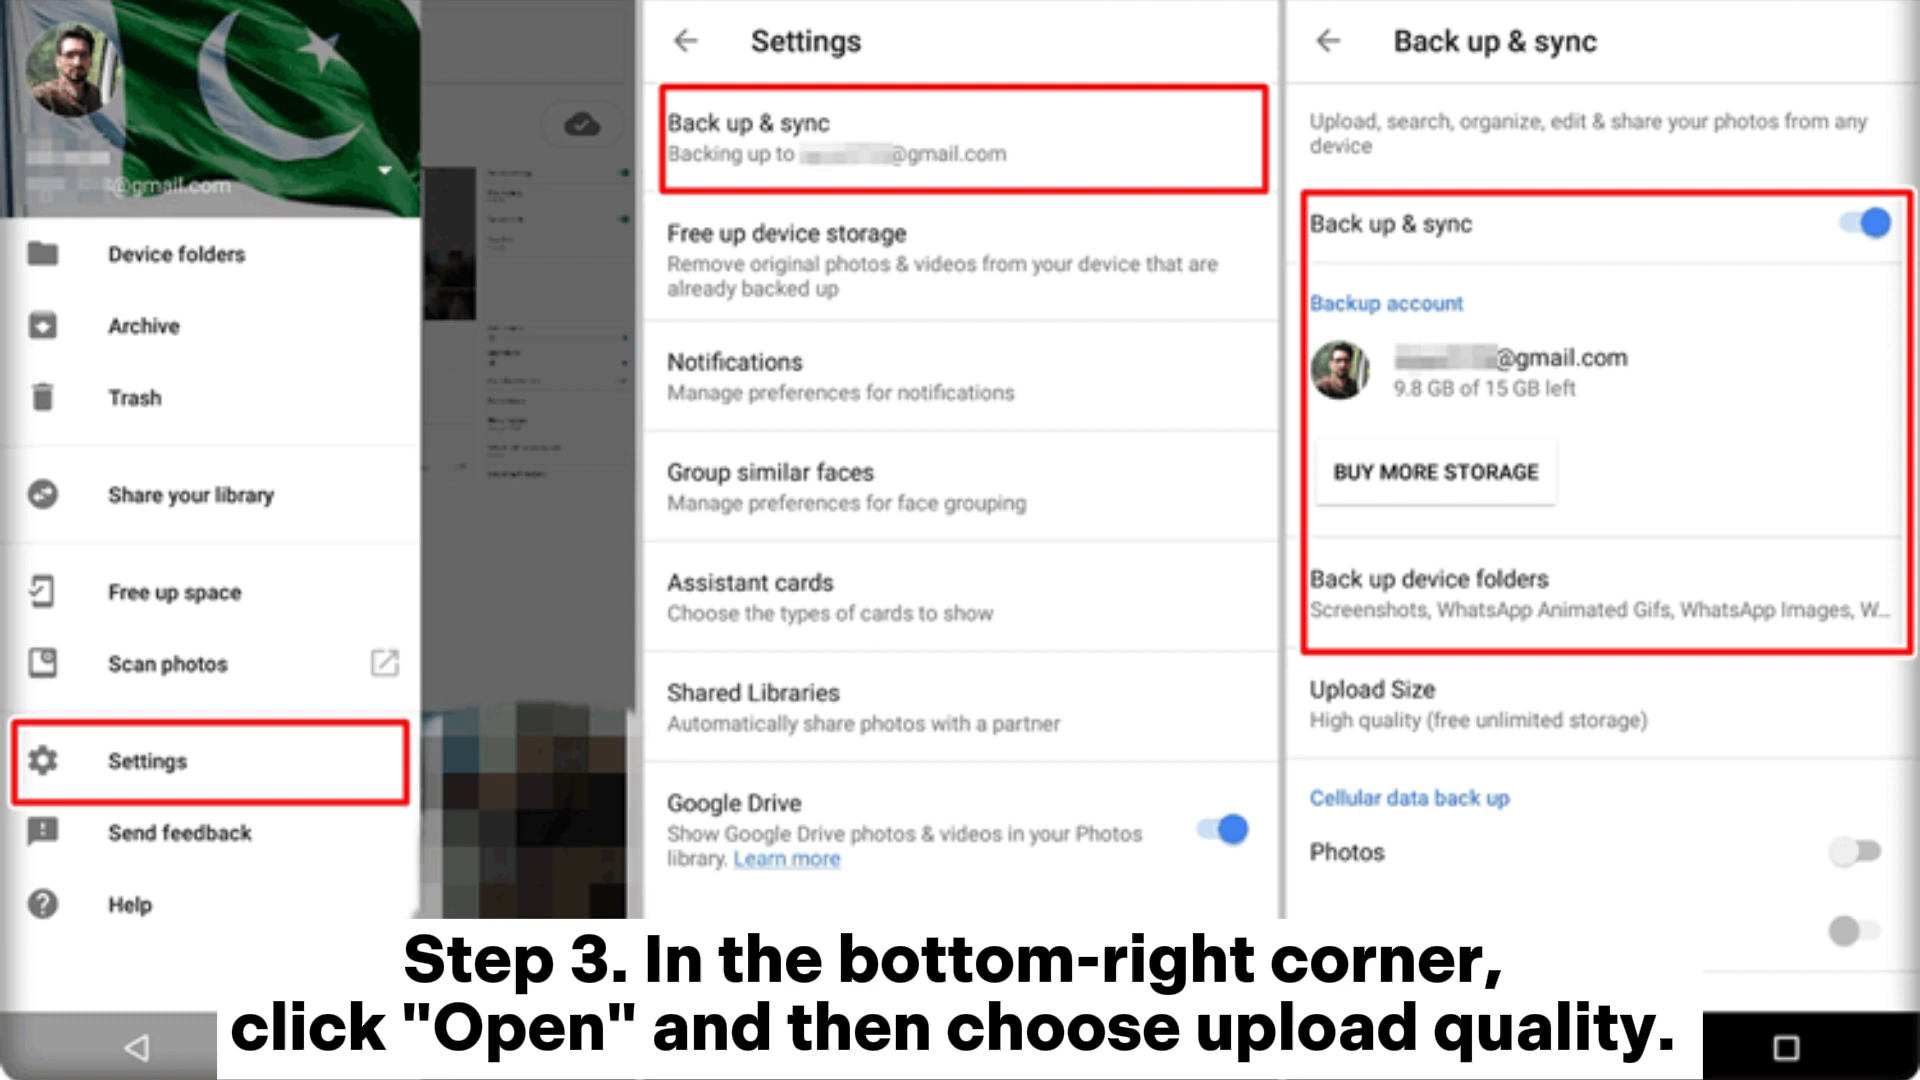 @gmail.com
Device folders
Archive
Trash
Share your library
Free up space
Scan photos
Settings
Send feedback
Help
Settings
Back up & sync
Backing up to @gmail.com
Free up device storage
Remove original photos & videos from your device that are
already backed up
Notifications
Manage preferences for notifications
Group similar faces
Manage preferences for face grouping
Assistant cards
Choose the types of cards to show
Shared Libraries
Automatically share photos with a partner
Google Drive
Show Google Drive photos & videos in your Photos
library. Learn more
Back up & sync
Upload, search, organize, edit & share your photos from any
device
Back up & sync
Backup account
@gmail.com
9.8 GB of 15 GB left
BUY MORE STORAGE
Back up device folders
Screenshots, WhatsApp Animated Gifs, WhatsApp Images, W...
Upload Size
High quality (free unlimited storage)
Cellular data back up
Photos
Step 3. In the bottom-right corner,
click "Open" and then choose upload quality.